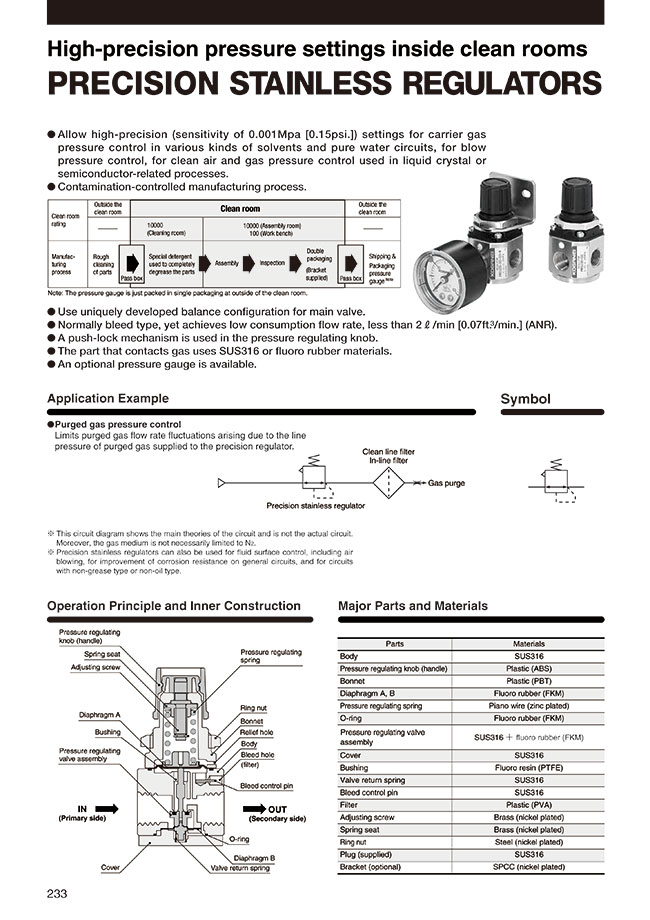 High-precision pressure settings inside clean rooms
PRECISION STAINLESS REGULATORS
● Allow high-precision (sensitivity of 0.001Mpa [0.15psi.]) settings for carrier gas
pressure control in various kinds of solvents and pure water circuits, for blow
pressure control, for clean air and gas pressure control used in liquid crystal or
semiconductor-related processes.
● Contamination-controlled manufacturing process.
Clean room
rating
Outside the
clean room
Clean room
Outside the
clean room
10000
(Cleaning room)
10000 (Assembly room)
100 (Work bench)
Manufac-
turing
process
Rough
cleaning
of parts
Pass box
Special detergent
used to completely
degrease the parts
Assembly
Inspection
Double
packaging
(Bracket
supplied)
Pass box
Shipping &
Packaging
pressure
gauge Note
Note: The pressure gauge is just packed in single packaging at outside of the clean room.
● Use uniquely developed balance configuration for main valve.
● Normally bleed type, yet achieves low consumption flow rate, less than 2 ℓ /min [0.07ft³/min.] (ANR).
● A push-lock mechanism is used in the pressure regulating knob.
● The part that contacts gas uses SUS316 or fluoro rubber materials.
● An optional pressure gauge is available.
Application Example
Symbol
●Purged gas pressure control
Limits purged gas flow rate fluctuations arising due to the line
pressure of purged gas supplied to the precision regulator.
Clean line filter
In-line filter
Gas purge
Precision stainless regulator
※ This circuit diagram shows the main theories of the circuit and is not the actual circuit.
Moreover, the gas medium is not necessarily limited to N₂.
※ Precision stainless regulators can also be used for fluid surface control, including air
blowing, for improvement of corrosion resistance on general circuits, and for circuits
with non-grease type or non-oil type.
Operation Principle and Inner Construction
Pressure regulating
knob (handle)
Spring seat
Adjusting screw
Pressure regulating
spring
Diaphragm A
Bushing
Pressure regulating
valve assembly
Ring nut
Bonnet
Relief hole
Body
Bleed hole
(filter)
Bleed control pin
IN
(Primary side)
OUT
(Secondary side)
O-ring
Diaphragm B
Cover
Valve return spring
Major Parts and Materials
Parts Materials
Body SUS316
Pressure regulating knob (handle) Plastic (ABS)
Bonnet Plastic (PBT)
Diaphragm A, B Fluoro rubber (FKM)
Pressure regulating spring Piano wire (zinc plated)
O-ring Fluoro rubber (FKM)
Pressure regulating valve
assembly SUS316 + fluoro rubber (FKM)
Cover SUS316
Bushing Fluoro resin (PTFE)
Valve return spring SUS316
Bleed control pin SUS316
Filter Plastic (PVA)
Adjusting screw Brass (nickel plated)
Spring seat Brass (nickel plated)
Ring nut Steel (nickel plated)
Plug (supplied) SUS316
Bracket (optional) SPCC (nickel plated)
233